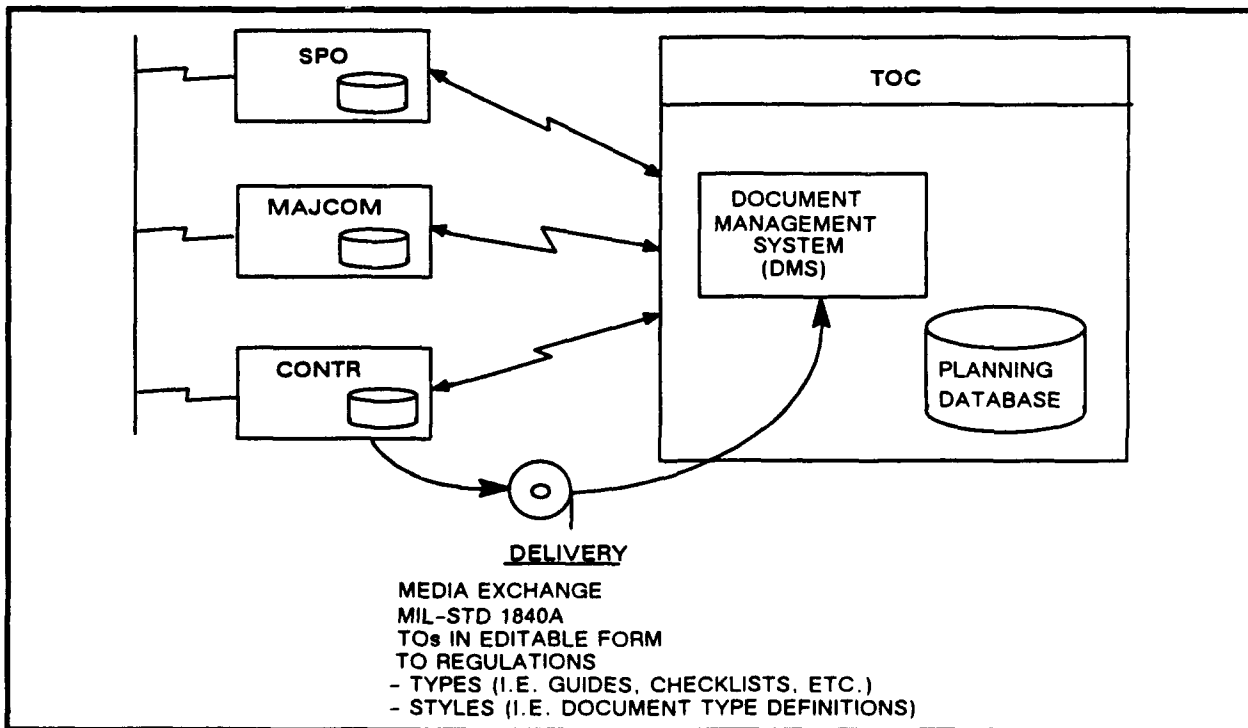 SPO
TOC
MAJCOM
DOCUMENT
MANAGEMENT
SYSTEM
(DMS)
CONTR
PLANNING
DATABASE
DELIVERY
MEDIA EXCHANGE
MIL-STD 1840A
TOs IN EDITABLE FORM
TO REGULATIONS
- TYPES (I.E. GUIDES, CHECKLISTS, ETC.)
- STYLES (I.E. DOCUMENT TYPE DEFINITIONS)